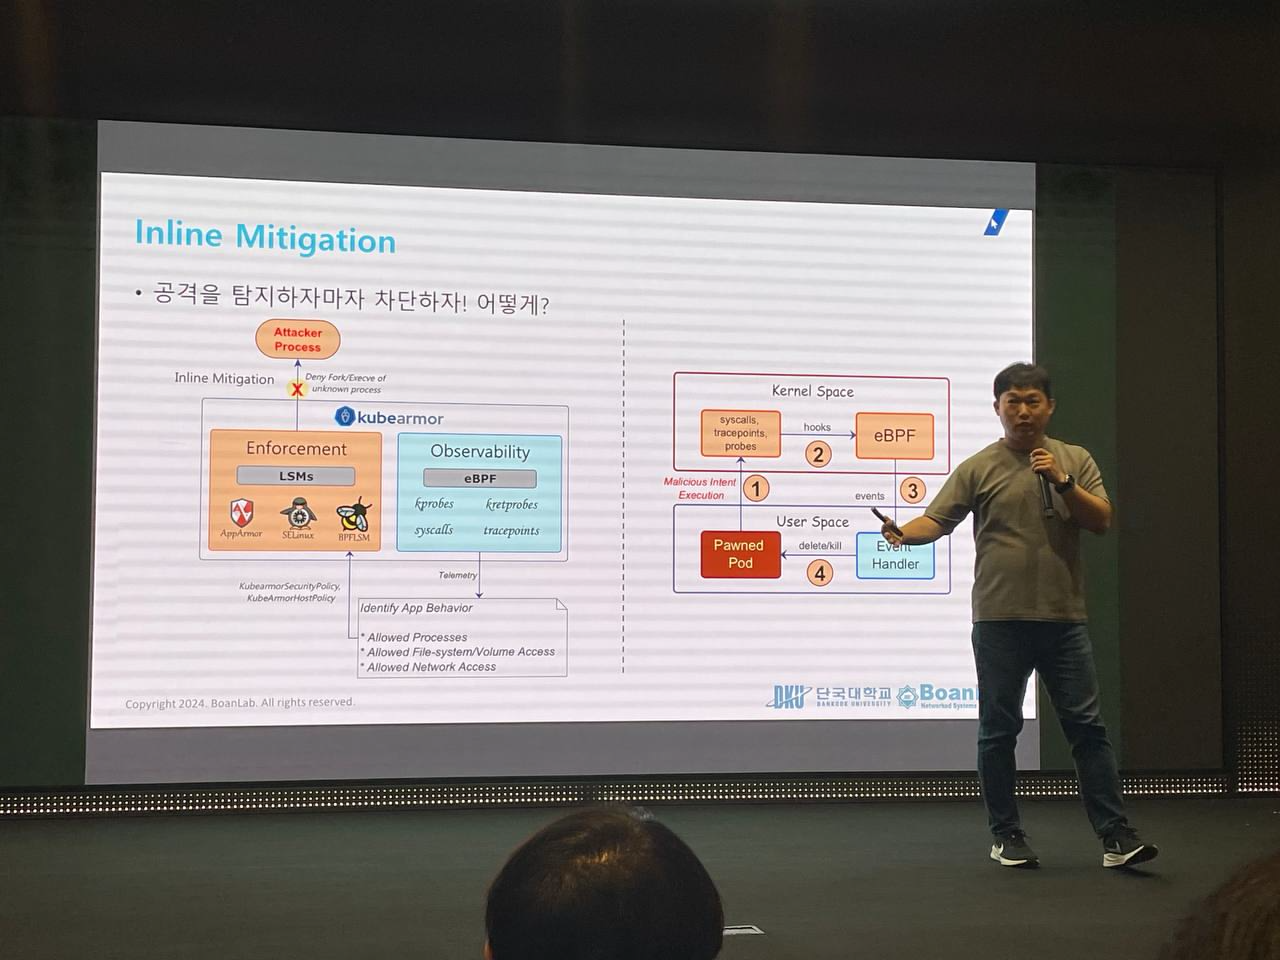 Inline Mitigation
• 공격을 탐지하자마자 차단하자! 어떻게?
Attacker
Process
Inline Mitigation
X
Deny Fork/Execve of
unknown process
kubearmor
Enforcement
LSMs
AppArmor
SELinux
BPFLSM
Observability
eBPF
kprobes
kretprobes
syscalls
tracepoints
KubearmorSecurityPolicy,
KubeArmorHostPolicy
Telemetry
Identify App Behavior
* Allowed Processes
* Allowed File-system/Volume Access
* Allowed Network Access
Kernel Space
syscalls,
tracepoints,
probes
hooks
2
eBPF
Malicious Intent
Execution
1
events
3
User Space
Pawned
Pod
delete/kill
4
Event
Handler
Copyright 2024. BoanLab. All rights reserved.
DKU
단국대학교
DANKOOK UNIVERSITY
Boan
Networked Systems